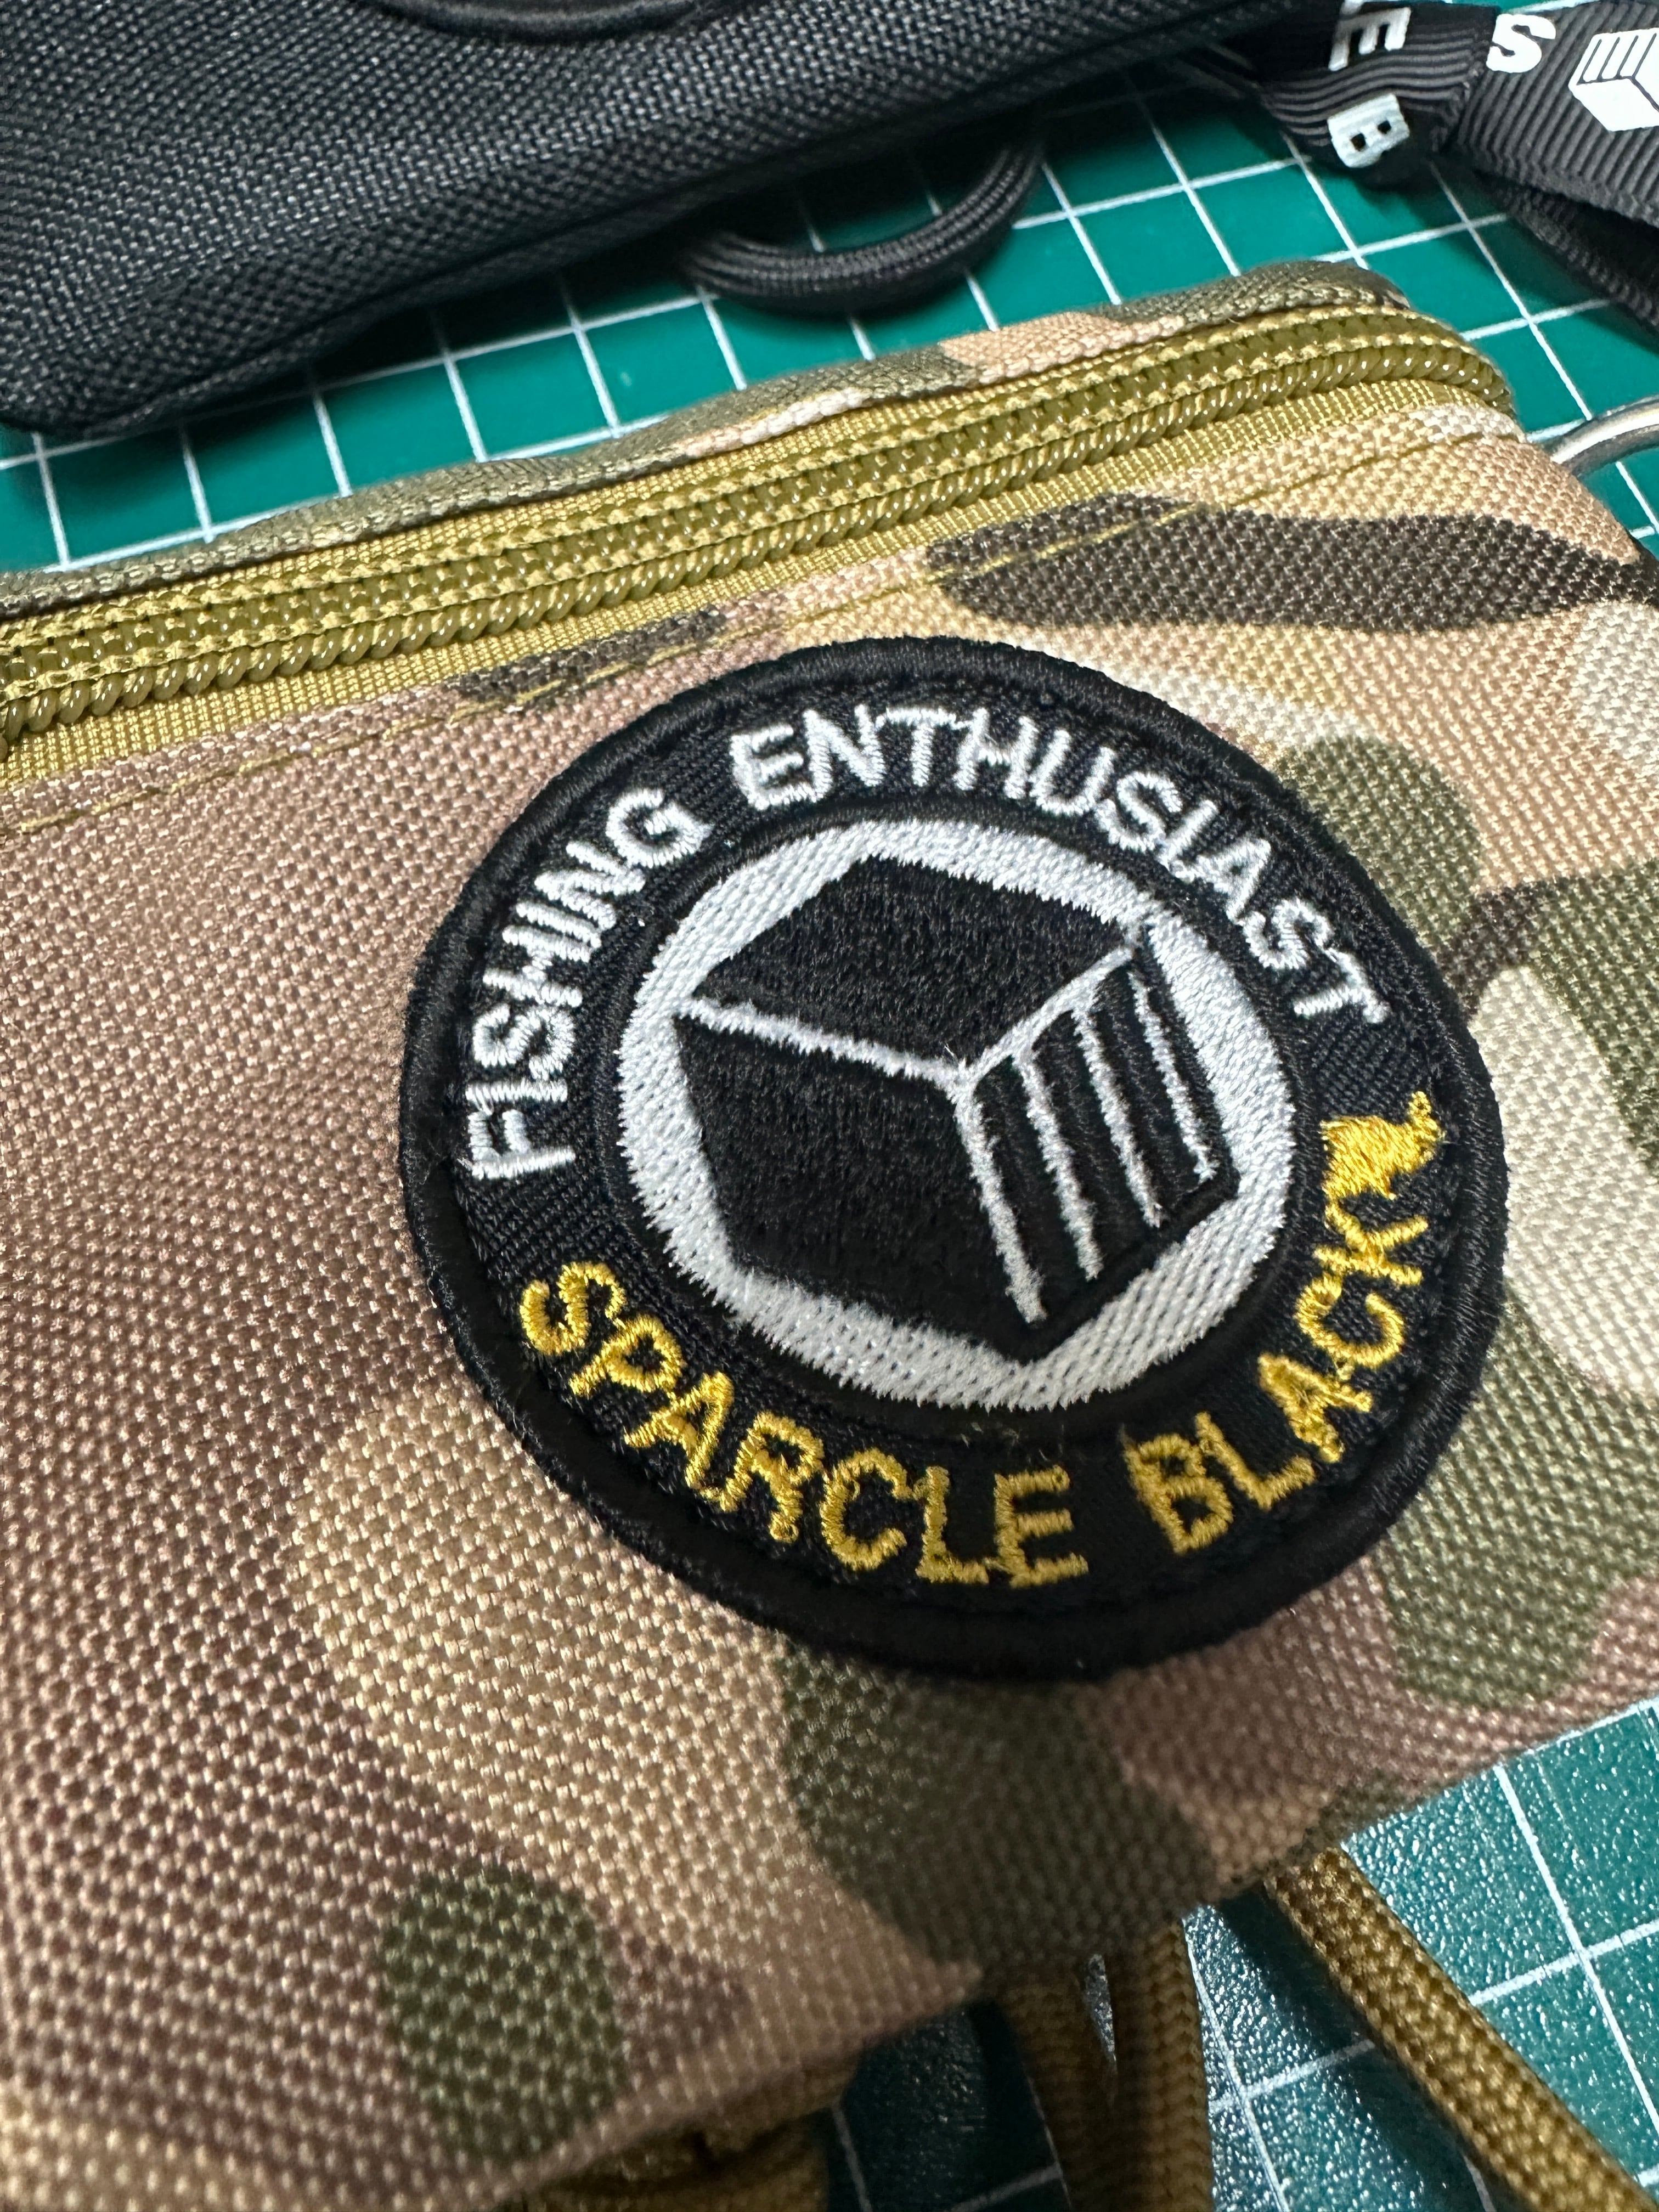 E S
B
FISHING ENTHUSIAST
SPARCLE BLACK